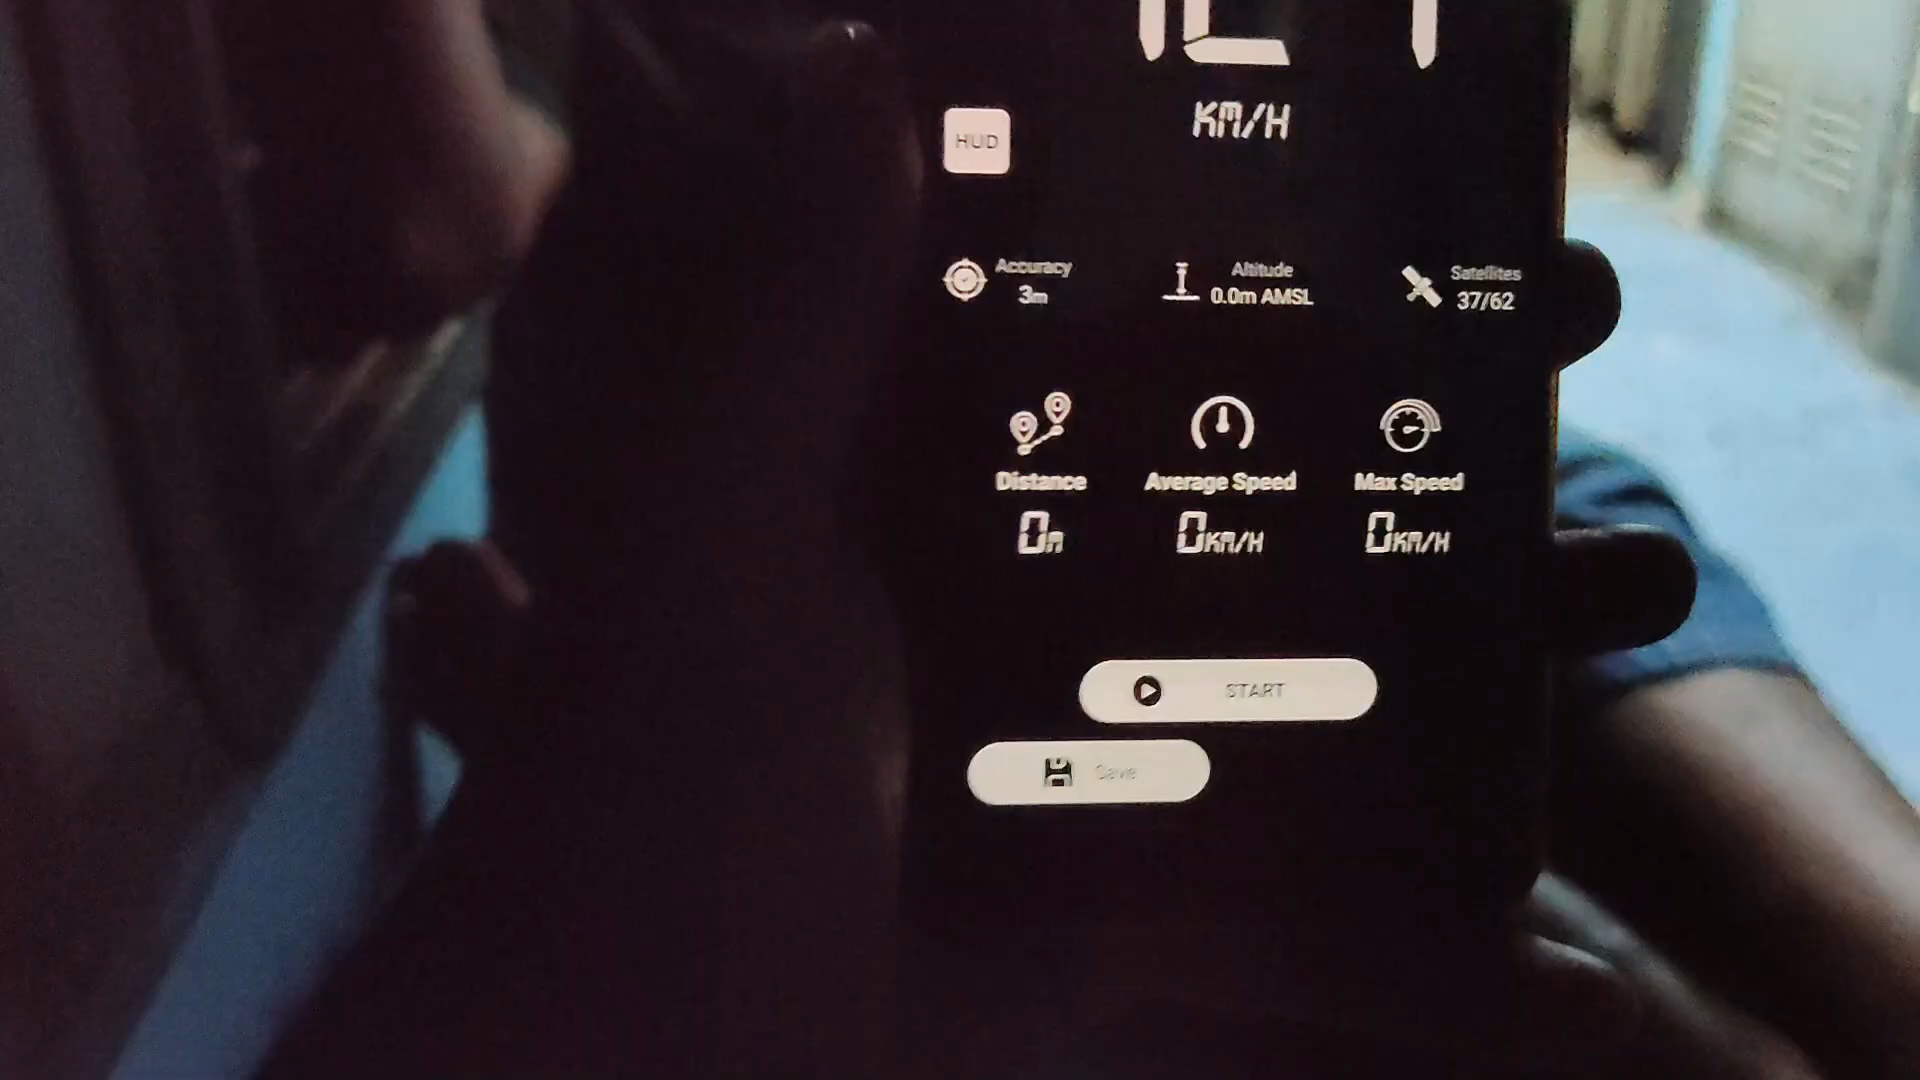 KM/H
HUD
Accuracy
3m
Altitude
0.0m AMSL
Satellites
37/62
Distance
0m
Average Speed
0KM/H
Max Speed
0KM/H
START
Save